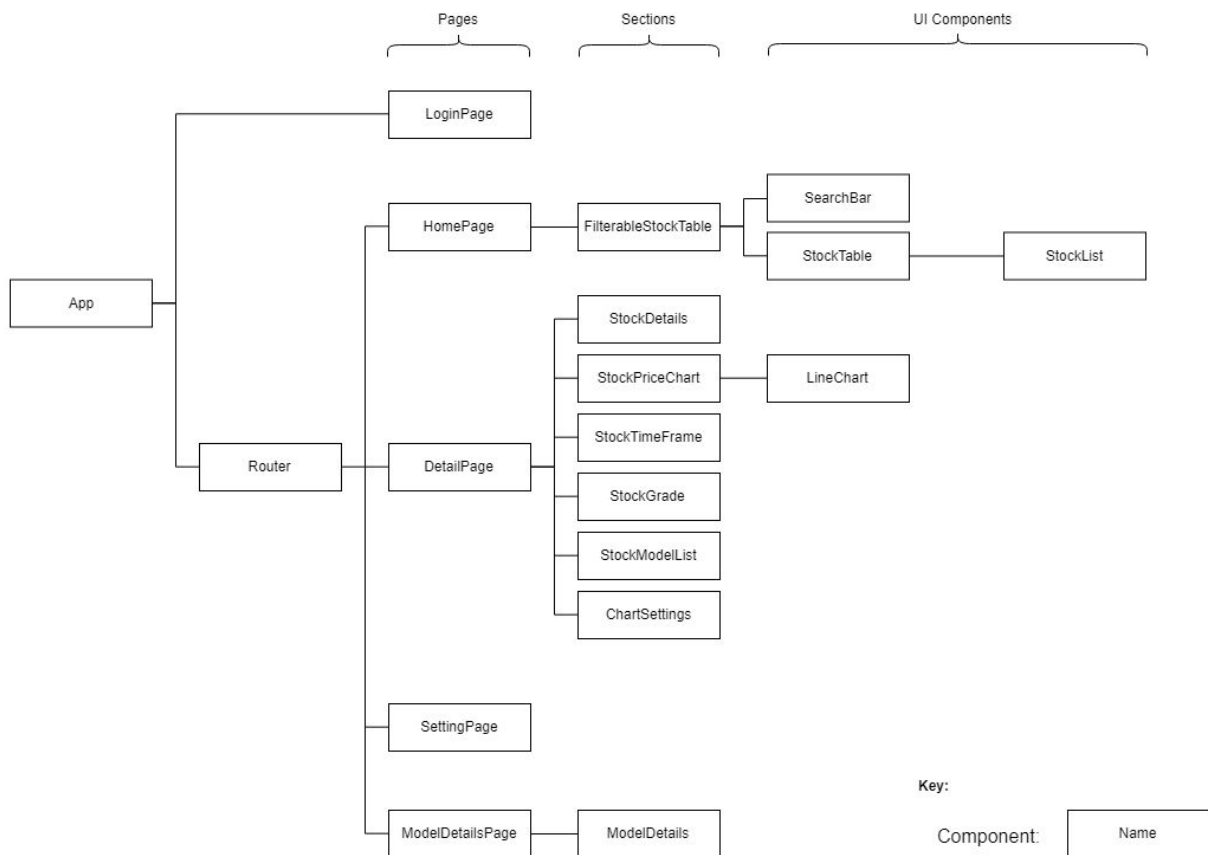 Pages
Sections
UI Components
LoginPage
SearchBar
HomePage
FilterableStockTable
StockTable
StockList
App
StockDetails
StockPriceChart
LineChart
StockTimeFrame
Router
DetailPage
StockGrade
StockModelList
ChartSettings
SettingPage
Key:
ModelDetailsPage
ModelDetails
Component:
Name